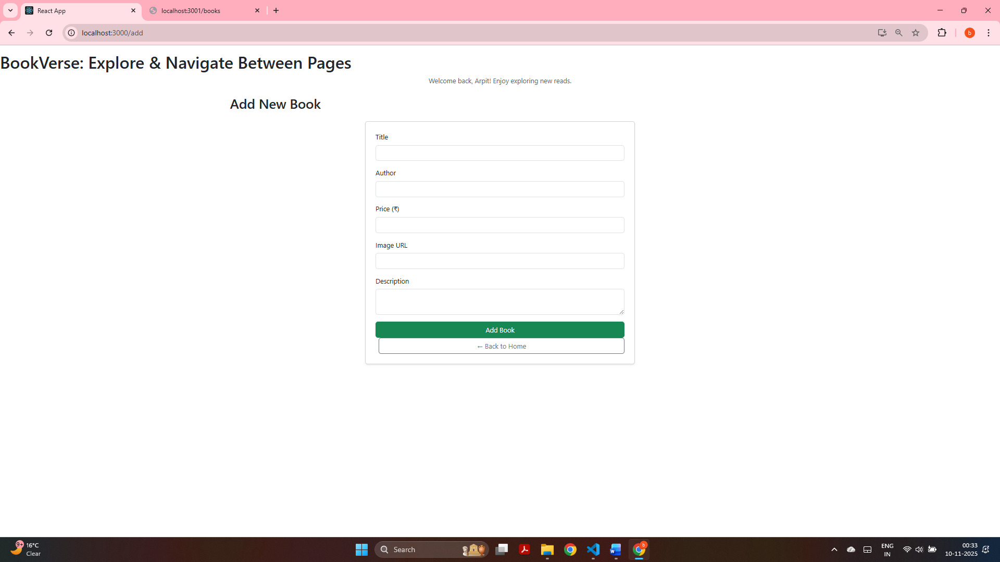 React App
localhost:3001/books
localhost:3000/add
b
BookVerse: Explore & Navigate Between Pages
Welcome back, Arpit! Enjoy exploring new reads.
Add New Book
Title
Author
Price (₹)
Image URL
Description
Add Book
← Back to Home
9+
16°C
Clear
Search
b
ENG
IN
00:33
10-11-2025